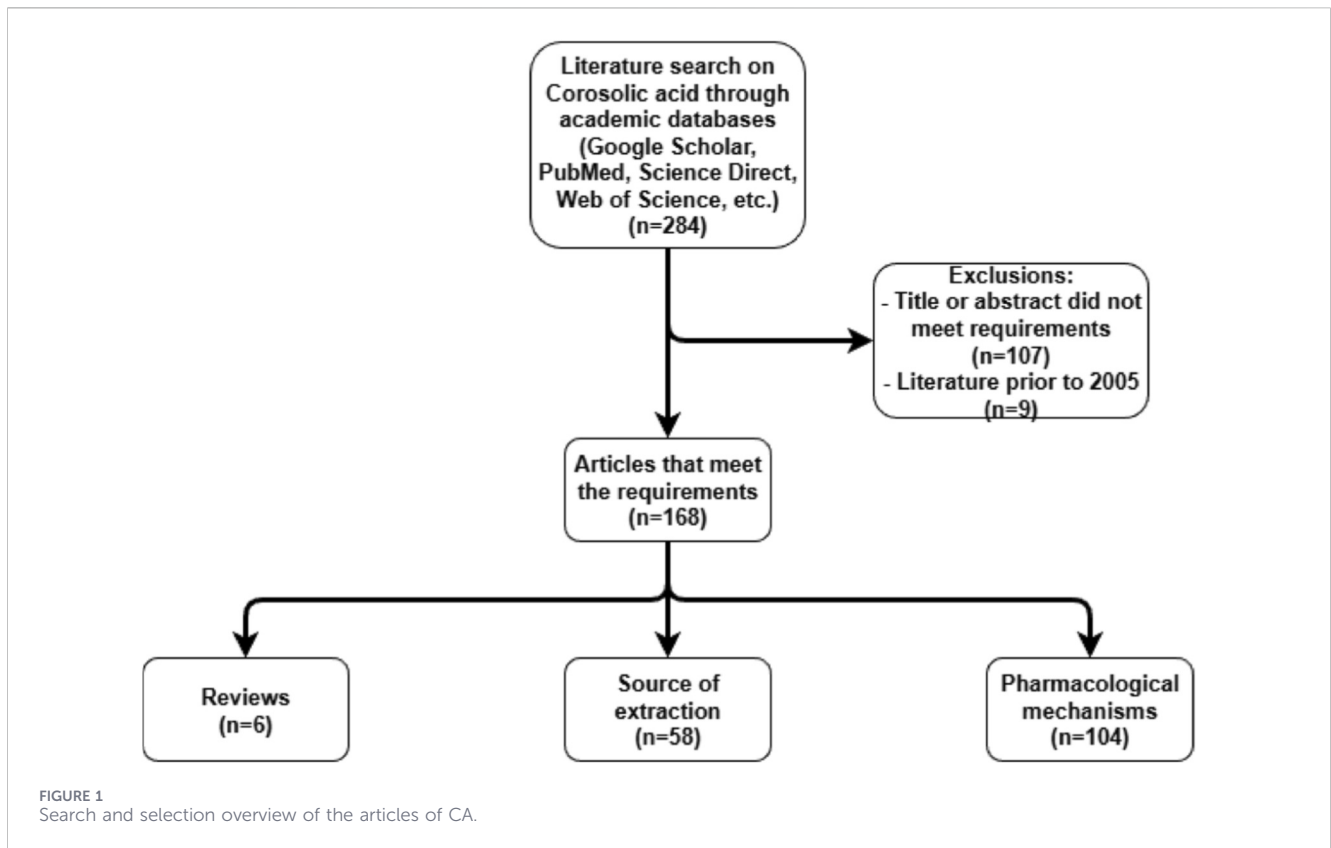 Literature search on
Corosolic acid through
academic databases
(Google Scholar,
PubMed, Science Direct,
Web of Science, etc.)
(n=284)
Exclusions:
- Title or abstract did not
meet requirements
(n=107)
- Literature prior to 2005
(n=9)
Articles that meet
the requirements
(n=168)
Reviews
(n=6)
Source of
extraction
(n=58)
Pharmacological
mechanisms
(n=104)
FIGURE 1
Search and selection overview of the articles of CA.